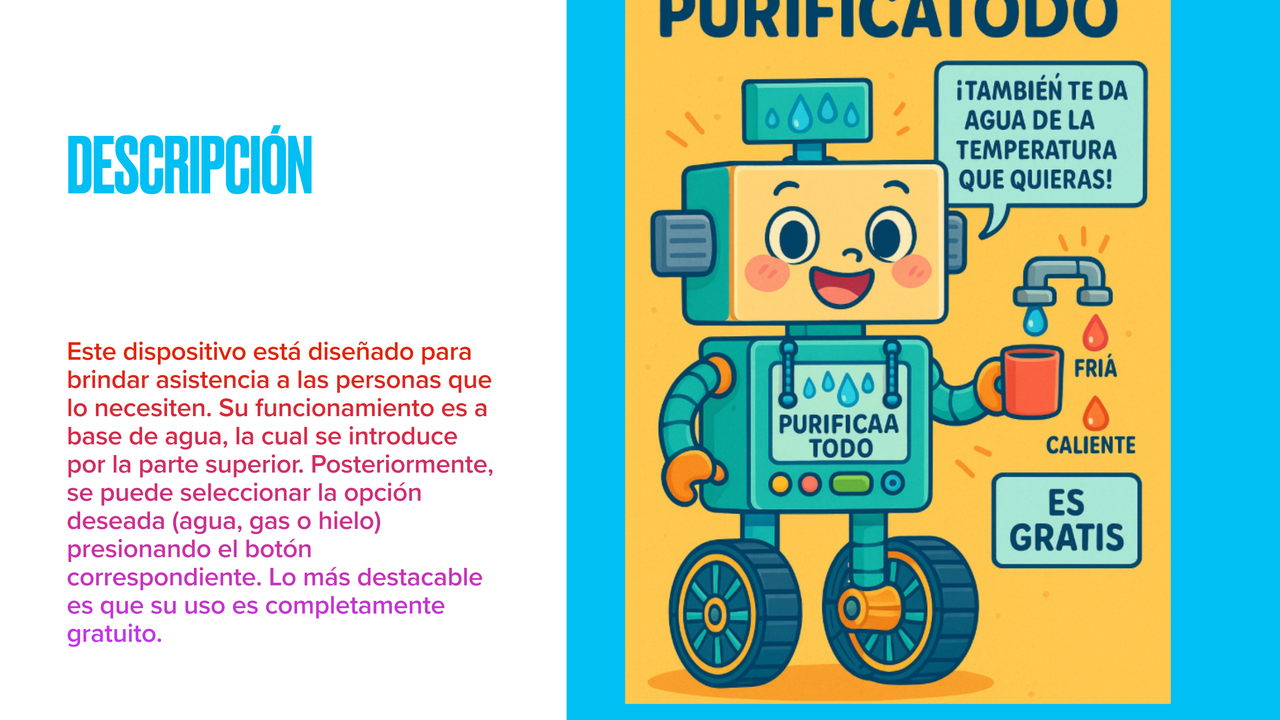 DESCRIPCIÓN
Este dispositivo está diseñado para
brindar asistencia a las personas que
lo necesiten. Su funcionamiento es a
base de agua, la cual se introduce
por la parte superior. Posteriormente,
se puede seleccionar la opción
deseada (agua, gas o hielo)
presionando el botón
correspondiente. Lo más destacable
es que su uso es completamente
gratuito.
PURIFICATODO
¡TAMBIÉŃ TE DA
AGUA DE LA
TEMPERATURA
QUE QUIERAS!
FRIÁ
CALIENTE
PURIFICAA
TODO
ES
GRATIS